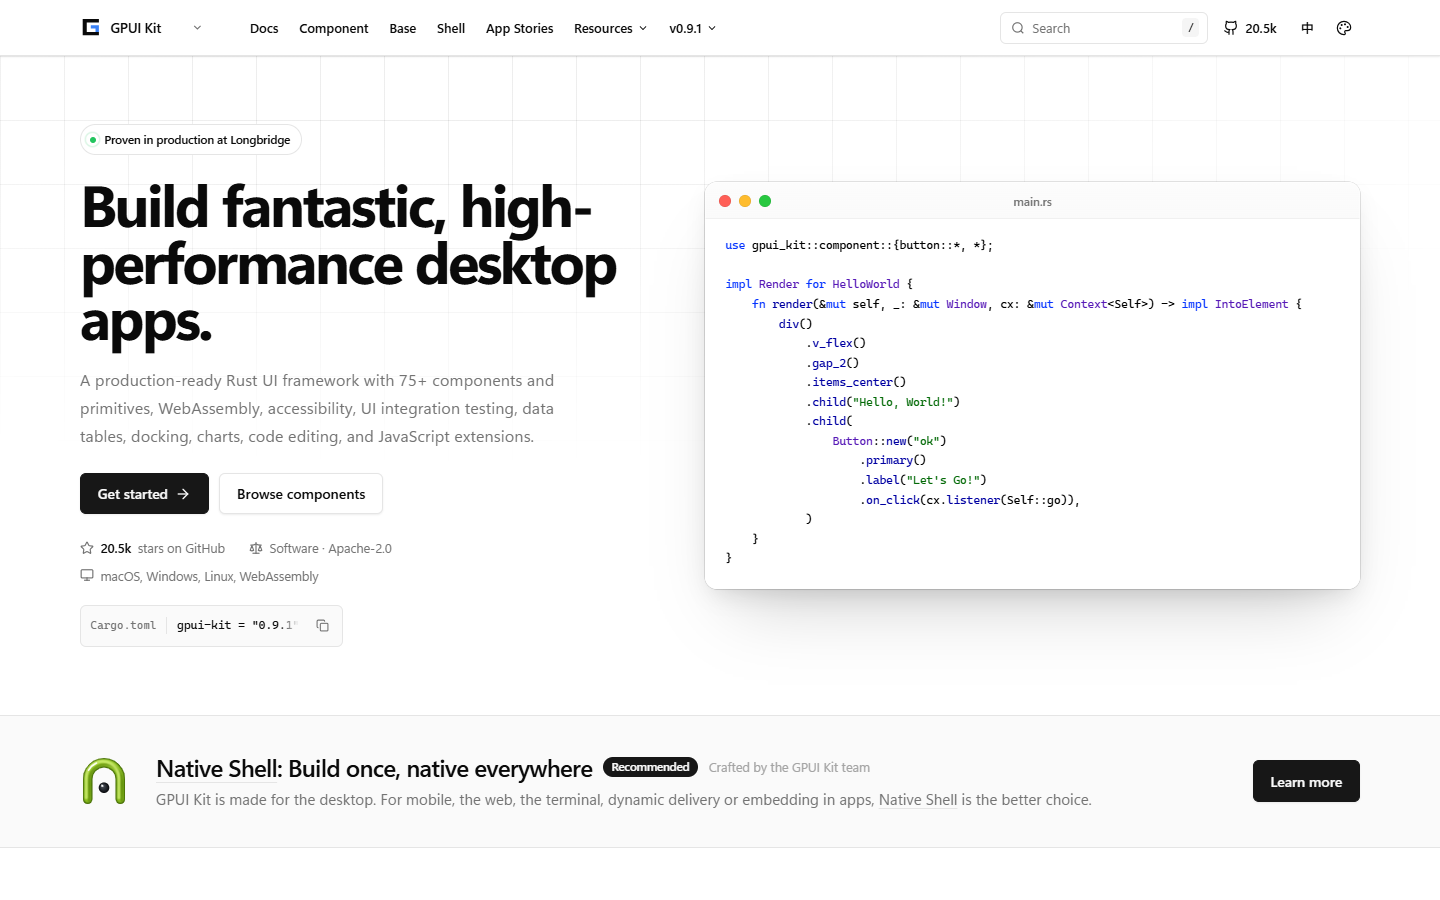 GPUI Kit
Docs
Component
Base
Shell
App Stories
Resources
v0.9.1
Search
/
20.5k
中
Proven in production at Longbridge
Build fantastic, high-
performance desktop
apps.
A production-ready Rust UI framework with 75+ components and
primitives, WebAssembly, accessibility, UI integration testing, data
tables, docking, charts, code editing, and JavaScript extensions.
Get started
Browse components
20.5k stars on GitHub
Software · Apache-2.0
macOS, Windows, Linux, WebAssembly
Cargo.toml
gpui-kit = "0.9.1"
main.rs
use gpui_kit::component::{button::*, *};
impl Render for HelloWorld {
    fn render(&mut self, _: &mut Window, cx: &mut Context<Self>) -> impl IntoElement {
        div()
            .v_flex()
            .gap_2()
            .items_center()
            .child("Hello, World!")
            .child(
                Button::new("ok")
                    .primary()
                    .label("Let's Go!")
                    .on_click(cx.listener(Self::go)),
            )
    }
}
Native Shell: Build once, native everywhere
Recommended
Crafted by the GPUI Kit team
GPUI Kit is made for the desktop. For mobile, the web, the terminal, dynamic delivery or embedding in apps, Native Shell is the better choice.
Learn more